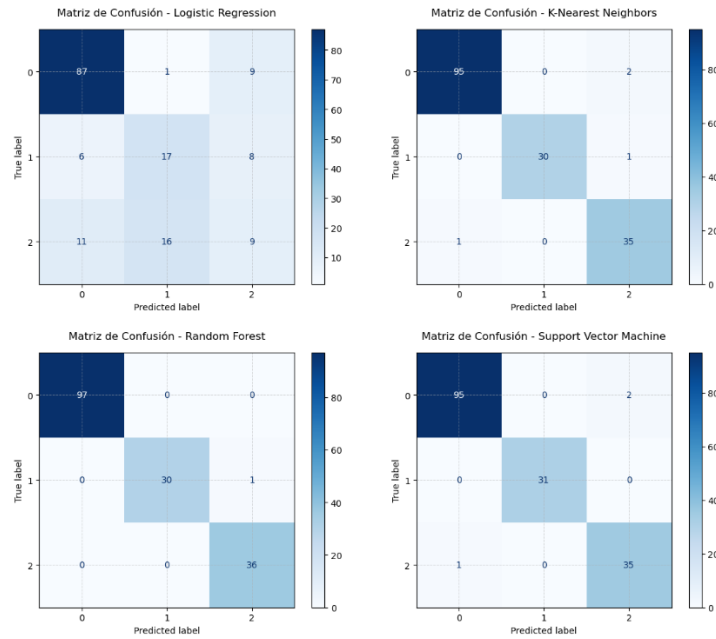 Matriz de Confusión - Logistic Regression
0 87 1 9
1 6 17 8
2 11 16 9
0 1 2
Predicted label
True label
80
70
60
50
40
30
20
10
Matriz de Confusión - K-Nearest Neighbors
0 95 0 2
1 0 30 1
2 1 0 35
0 1 2
Predicted label
True label
80
60
40
20
0
Matriz de Confusión - Random Forest
0 97 0 0
1 0 30 1
2 0 0 36
0 1 2
Predicted label
True label
80
60
40
20
0
Matriz de Confusión - Support Vector Machine
0 95 0 2
1 0 31 0
2 1 0 35
0 1 2
Predicted label
True label
80
60
40
20
0